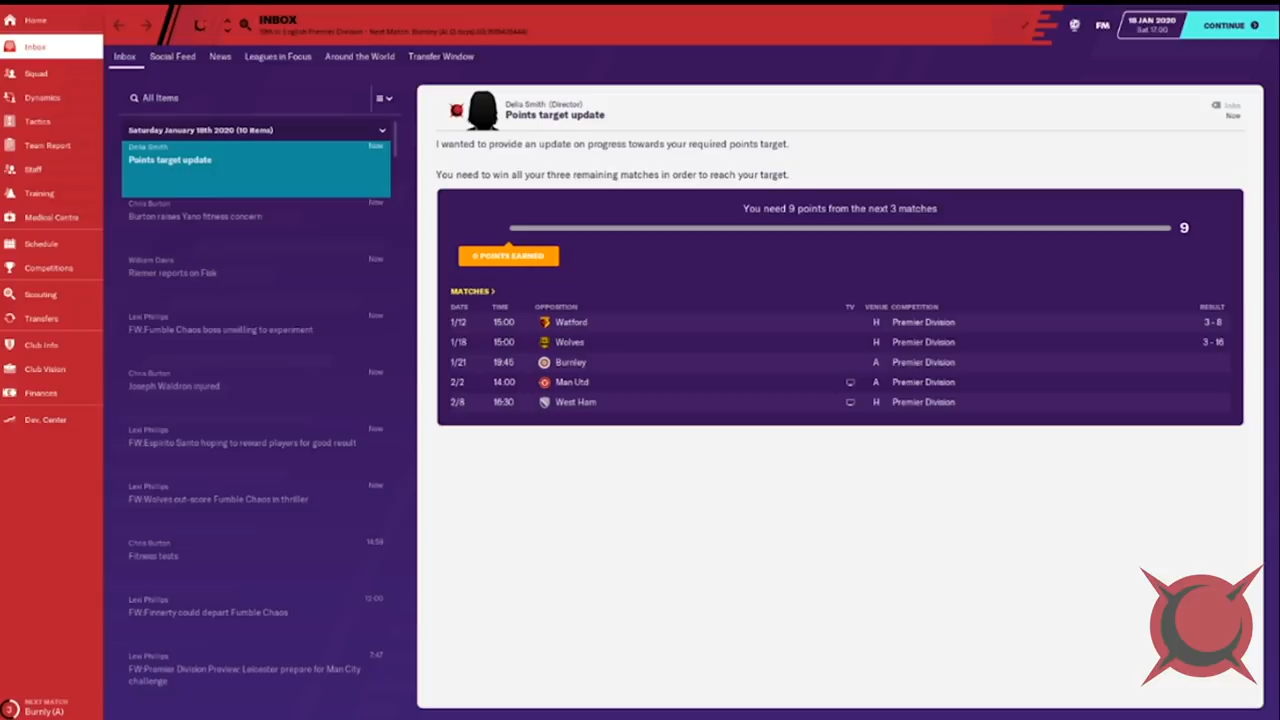 Home
Inbox
Squad
Dynamics
Tactics
Team Report
Staff
Training
Medical Centre
Schedule
Competitions
Scouting
Transfers
Club Info
Club Vision
Finances
Dev. Center
NEXT MATCH
Burnly (A)
3
INBOX
FM
18 JAN 2020
Sat 17:00
CONTINUE
Inbox Social Feed News Leagues in Focus Around the World Transfer Window
All Items
Saturday January 18th 2020 (10 Items)
Delia Smith Now
Points target update
Chris Burton Now
Burton raises Yano fitness concern
William Davis Now
Riemer reports on Fisk
Lexi Phillips Now
FW:Fumble Chaos boss unwilling to experiment
Chris Burton Now
Joseph Waldron injured
Lexi Phillips Now
FW:Espirito Santo hoping to reward players for good result
Lexi Phillips Now
FW:Wolves out-score Fumble Chaos in thriller
Chris Burton 14:59
Fitness tests
Lexi Phillips 12:00
FW:Finnerty could depart Fumble Chaos
Lexi Phillips 7:47
FW:Premier Division Preview: Leicester prepare for Man City
challenge
Delia Smith (Director) Jobs
Points target update Now
I wanted to provide an update on progress towards your required points target.
You need to win all your three remaining matches in order to reach your target.
You need 9 points from the next 3 matches
9
0 POINTS EARNED
MATCHES >
DATE TIME OPPOSITION TV VENUE COMPETITION RESULT
1/12 15:00 Watford H Premier Division 3 - 8
1/18 15:00 Wolves H Premier Division 3 - 16
1/21 19:45 Burnley A Premier Division
2/2 14:00 Man Utd A Premier Division
2/8 16:30 West Ham H Premier Division